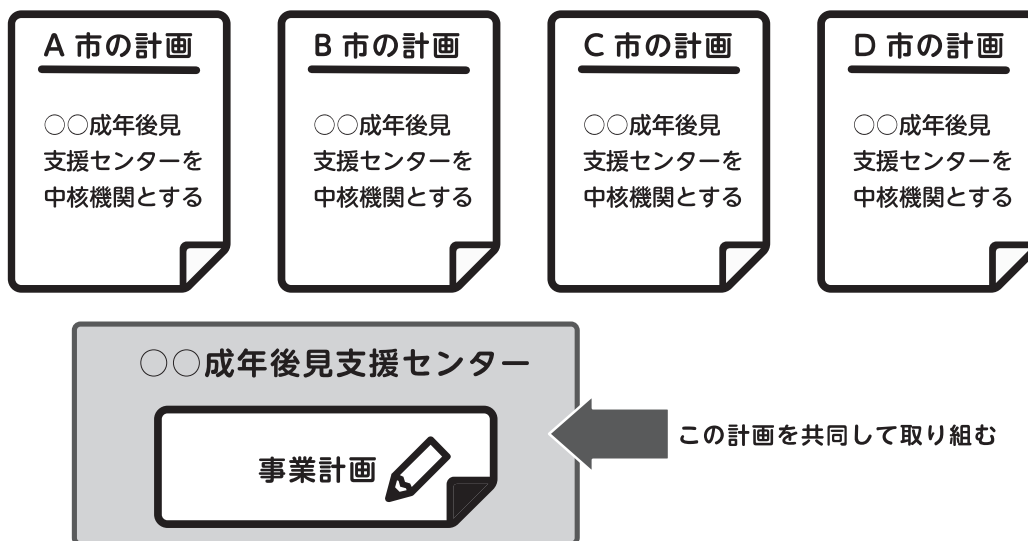 A 市の計画
○○成年後見
支援センターを
中核機関とする
B 市の計画
○○成年後見
支援センターを
中核機関とする
C 市の計画
○○成年後見
支援センターを
中核機関とする
D 市の計画
○○成年後見
支援センターを
中核機関とする
○○成年後見支援センター
事業計画
この計画を共同して取り組む